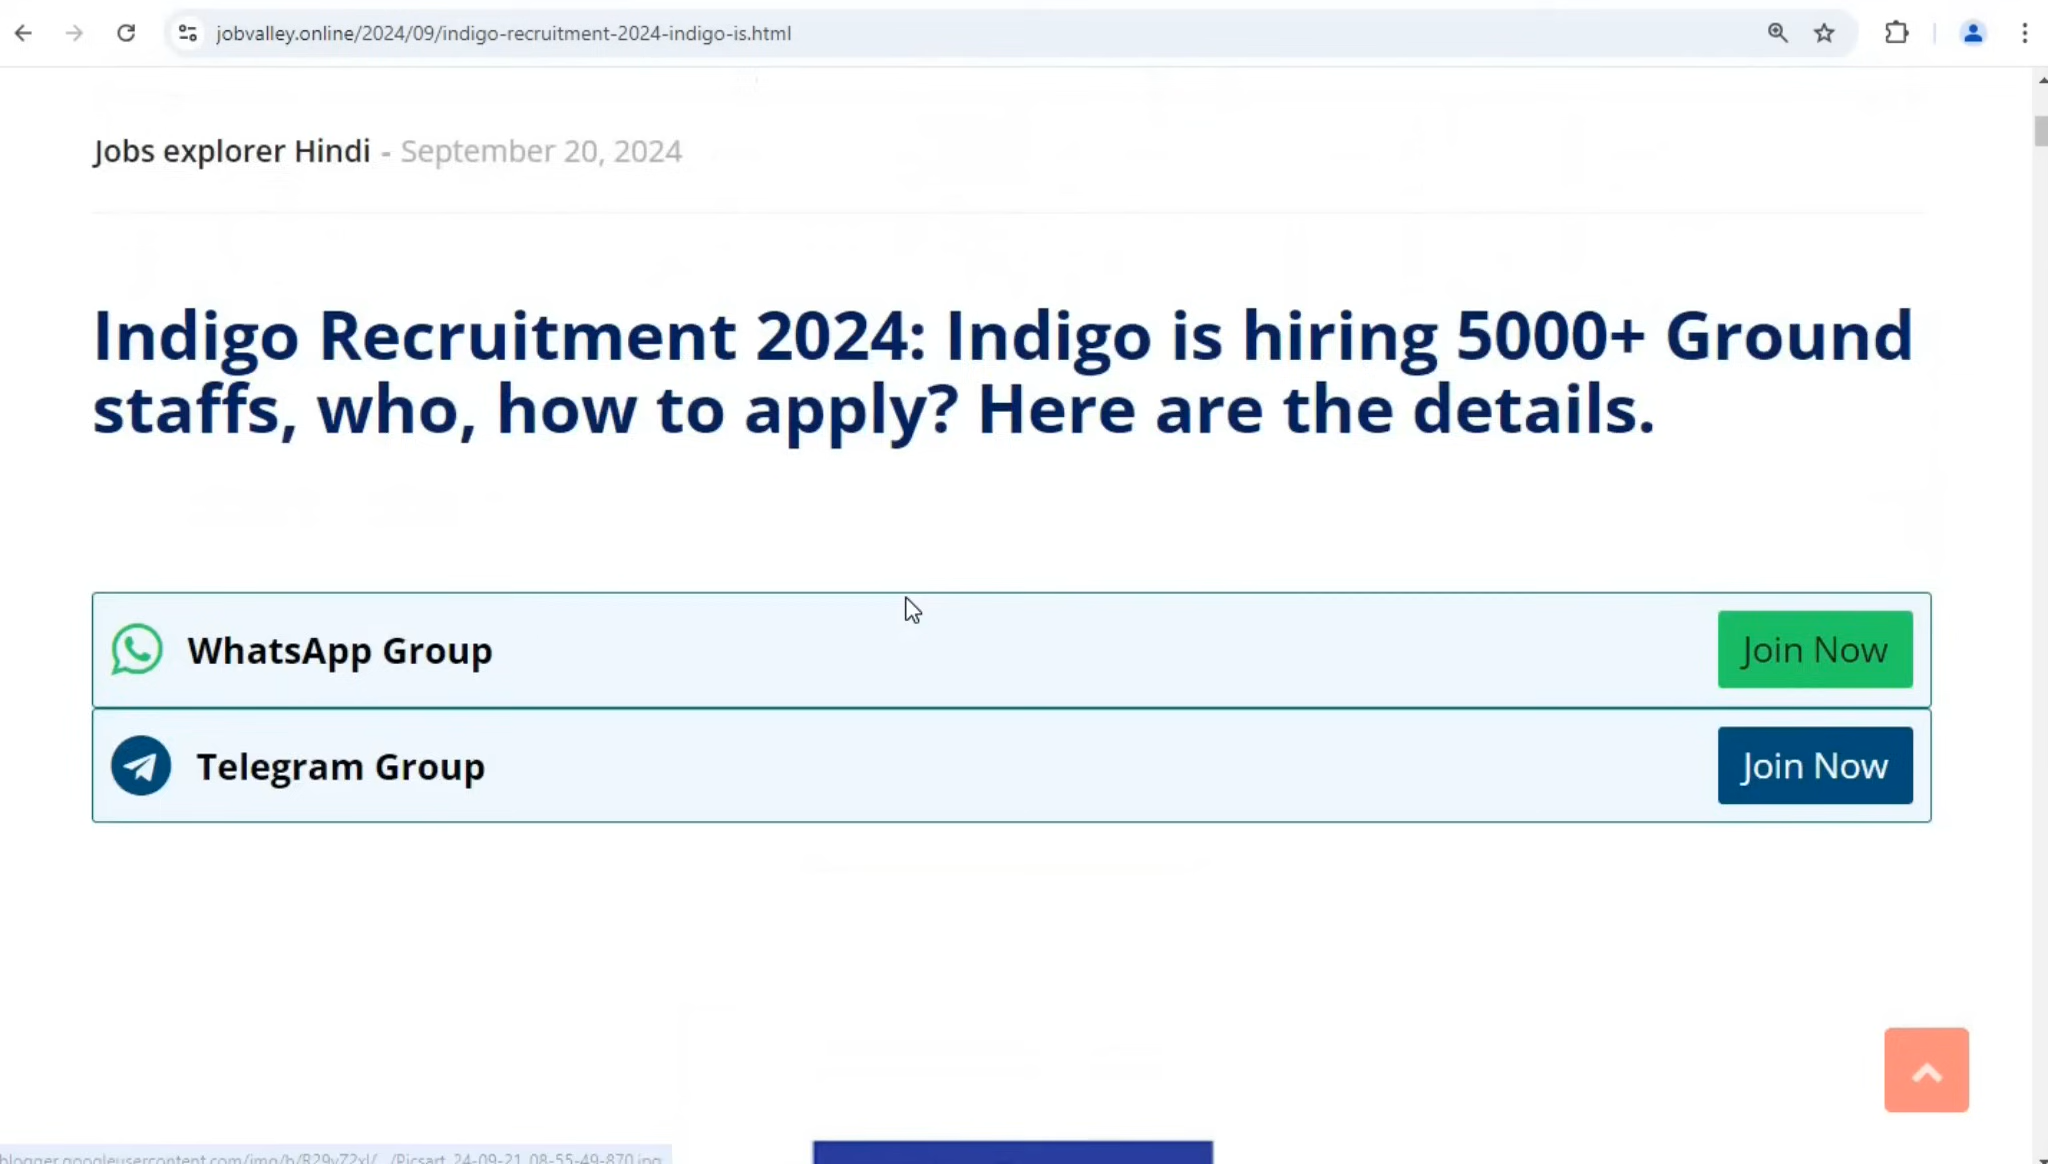 jobvalley.online/2024/09/indigo-recruitment-2024-indigo-is.html
Jobs explorer Hindi - September 20, 2024
Indigo Recruitment 2024: Indigo is hiring 5000+ Ground
staffs, who, how to apply? Here are the details.
WhatsApp Group
Join Now
Telegram Group
Join Now